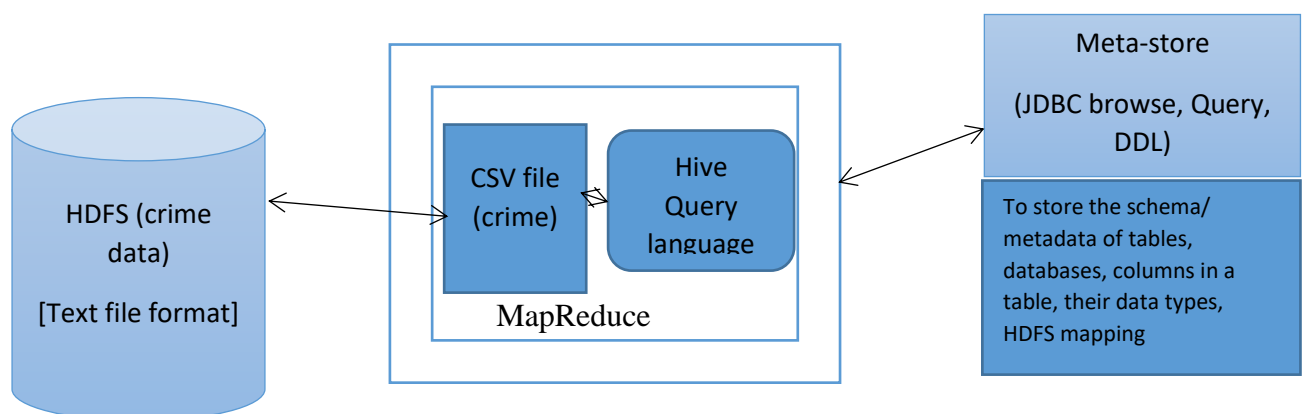 HDFS (crime
data)
[Text file format]
CSV file
(crime)
Hive
Query
language
MapReduce
Meta-store
(JDBC browse, Query,
DDL)
To store the schema/
metadata of tables,
databases, columns in a
table, their data types,
HDFS mapping